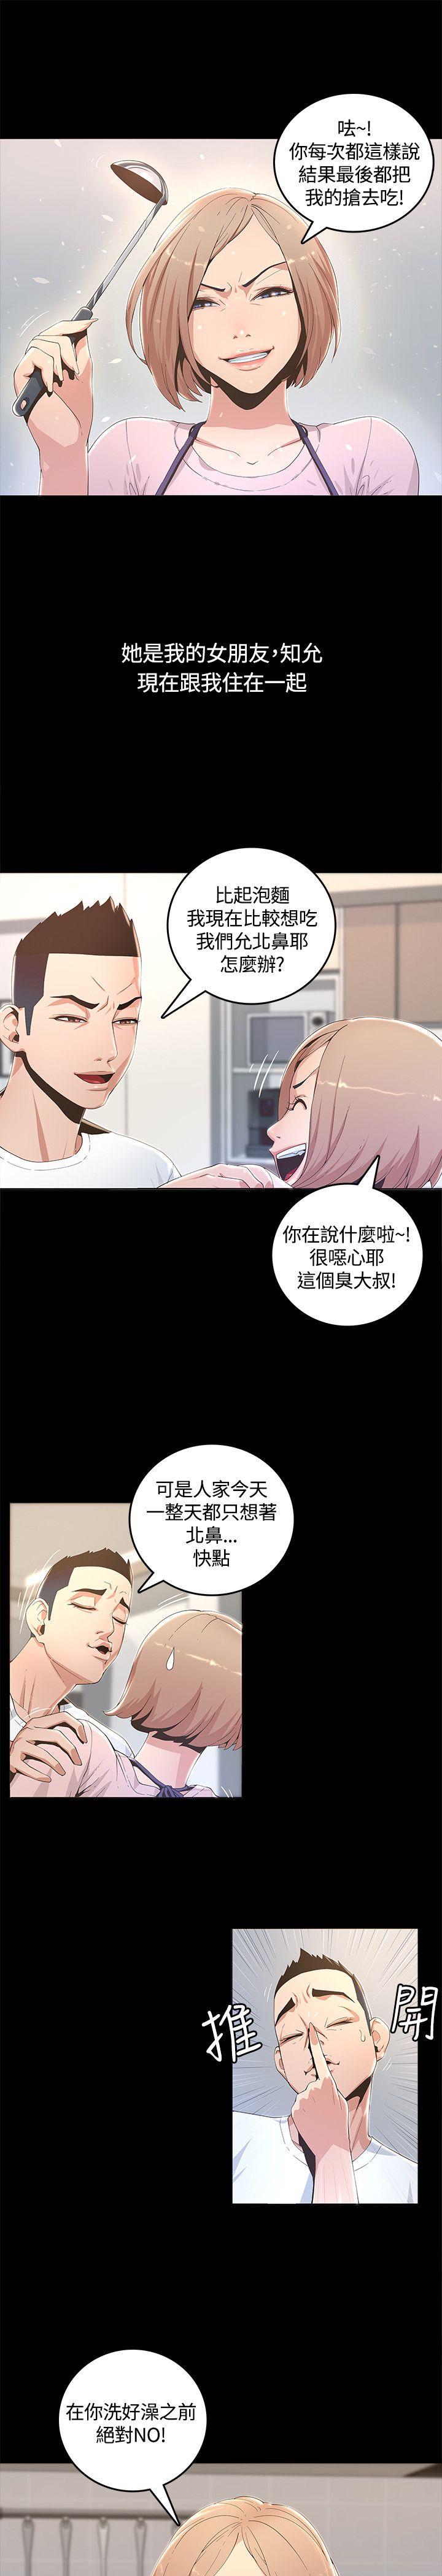 呿~!
你每次都這樣說
結果最後都把
我的搶去吃!
她是我的女朋友,知允
現在跟我住在一起
比起泡麵
我現在比較想吃
我們允北鼻耶
怎麼辦?
你在說什麼啦~!
很噁心耶
這個臭大叔!
可是人家今天
一整天都只想著
北鼻...
快點
推開
在你洗好澡之前
絕對NO!